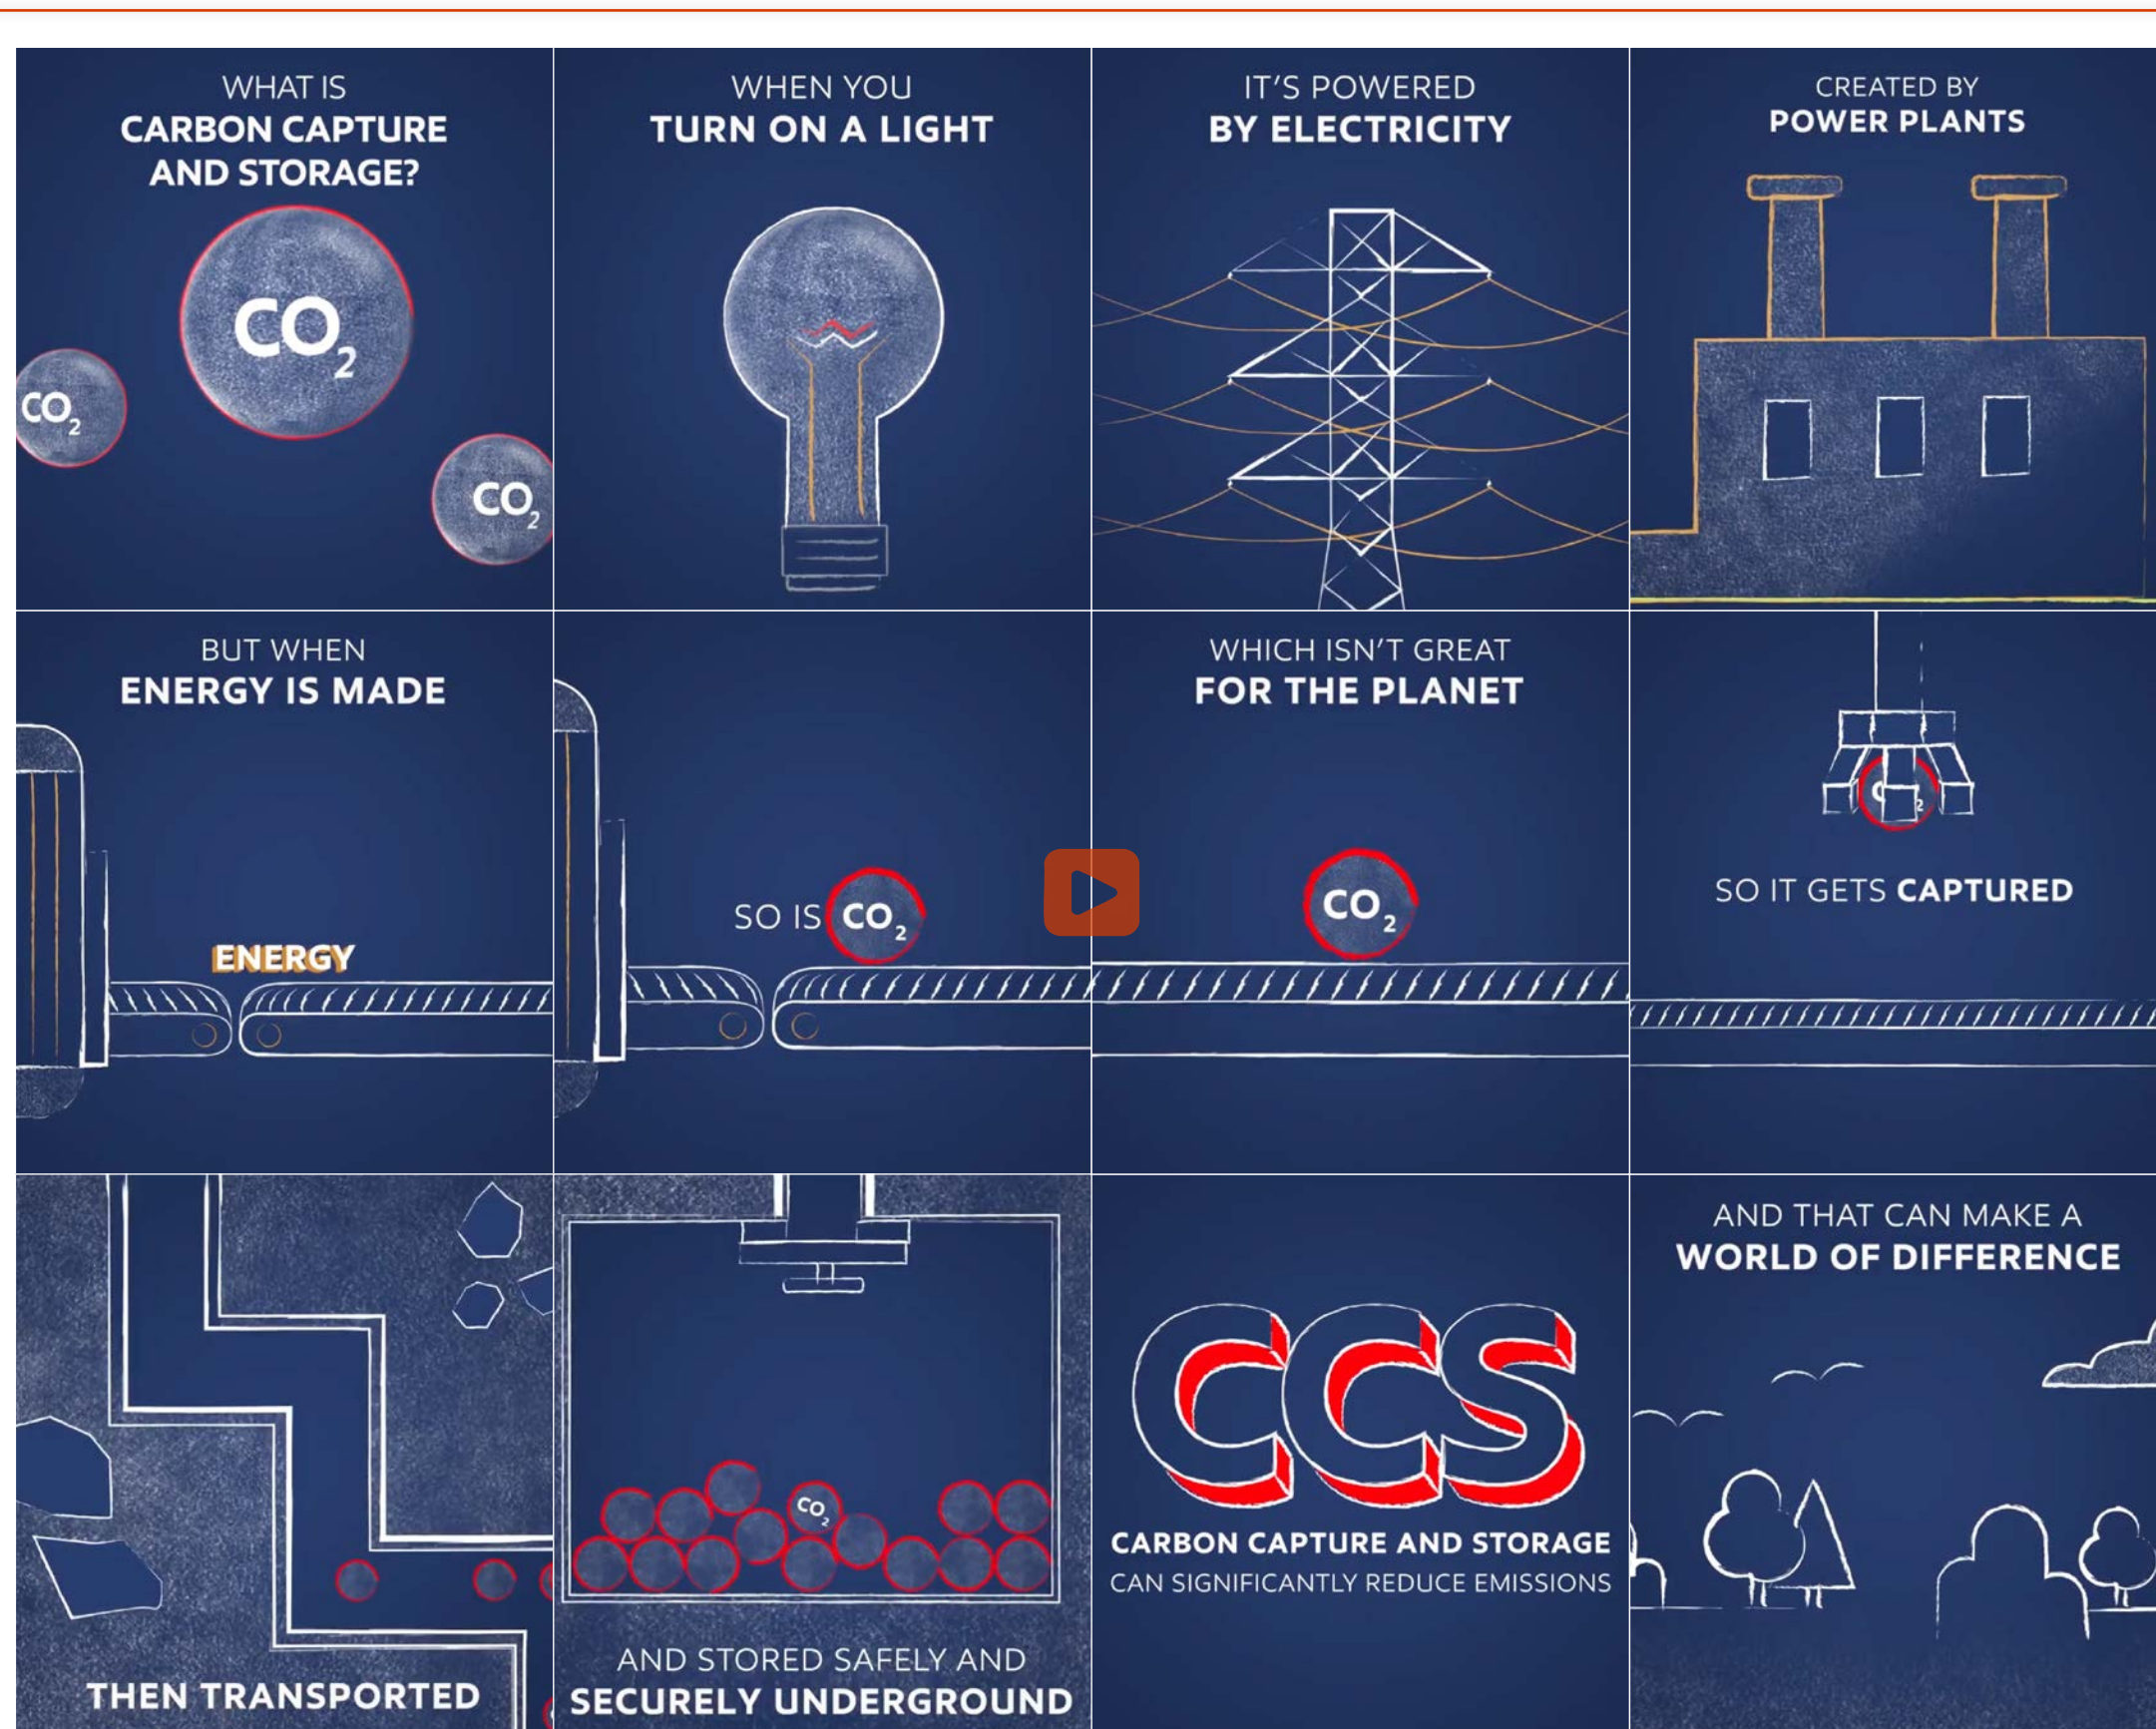 WHAT IS
CARBON CAPTURE
AND STORAGE?
CO2
CO2
CO2
WHEN YOU
TURN ON A LIGHT
IT'S POWERED
BY ELECTRICITY
CREATED BY
POWER PLANTS
BUT WHEN
ENERGY IS MADE
ENERGY
SO IS CO2
WHICH ISN'T GREAT
FOR THE PLANET
CO2
SO IT GETS CAPTURED
THEN TRANSPORTED
CO2
AND STORED SAFELY AND
SECURELY UNDERGROUND
CCS
CARBON CAPTURE AND STORAGE
CAN SIGNIFICANTLY REDUCE EMISSIONS
AND THAT CAN MAKE A
WORLD OF DIFFERENCE